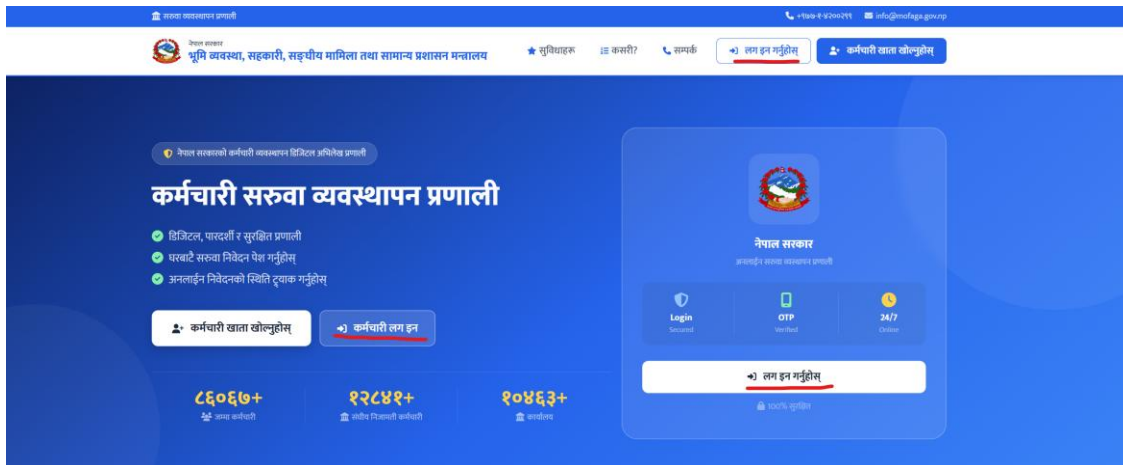 सरुवा व्यवस्थापन प्रणाली
+९७७-१-४२००२९९ info@mofaga.gov.np
नेपाल सरकार
भूमि व्यवस्था, सहकारी, सङ्घीय मामिला तथा सामान्य प्रशासन मन्त्रालय
सुविधाहरू कसरी? सम्पर्क लग इन गर्नुहोस् कर्मचारी खाता खोल्नुहोस्
नेपाल सरकारको कर्मचारी व्यवस्थापन डिजिटल अभिलेख प्रणाली
कर्मचारी सरुवा व्यवस्थापन प्रणाली
डिजिटल, पारदर्शी र सुरक्षित प्रणाली
घरबाटै सरुवा निवेदन पेश गर्नुहोस्
अनलाईन निवेदनको स्थिति ट्र्याक गर्नुहोस्
कर्मचारी खाता खोल्नुहोस् कर्मचारी लग इन
८६०६७+ १२८४१+ १०४६३+
जम्मा कर्मचारी संघीय निजामती कर्मचारी कार्यालय
नेपाल सरकार
अनलाईन सरुवा व्यवस्थापन प्रणाली
Login OTP 24/7
Secured Verified Online
लग इन गर्नुहोस्
100% सुरक्षित